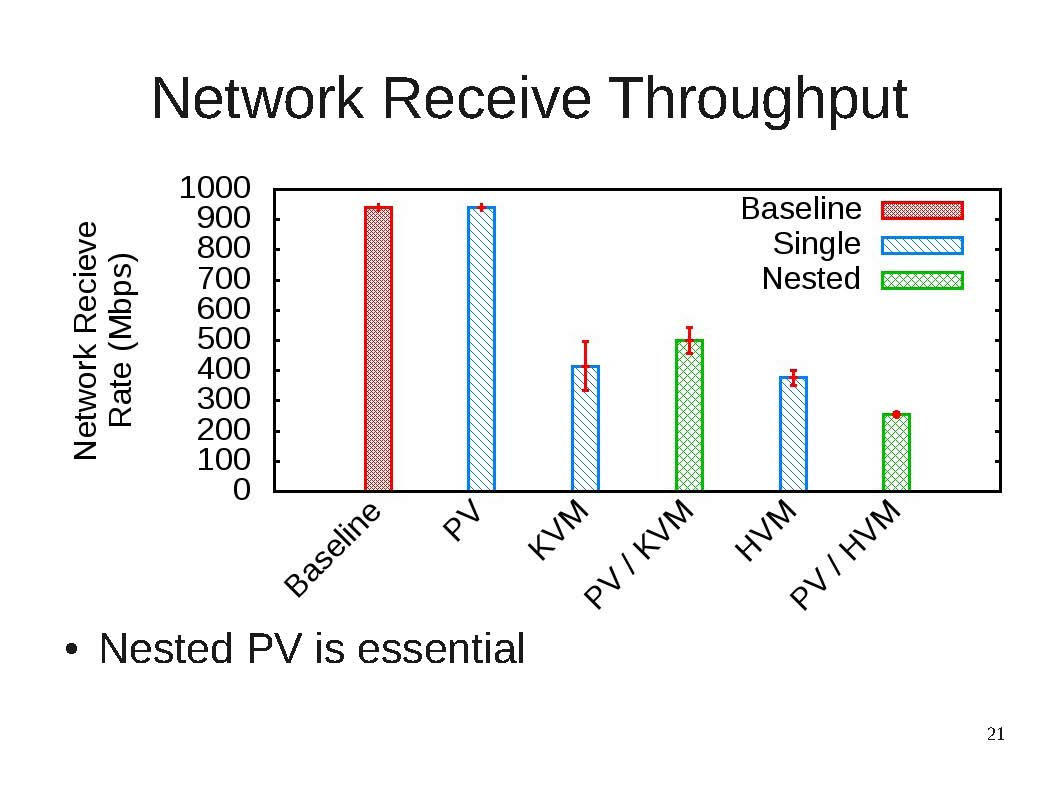 Network Receive Throughput
Network Recieve
Rate (Mbps)
1000
900
800
700
600
500
400
300
200
100
0
Baseline
Single
Nested
Baseline
PV
KVM
PV / KVM
HVM
PV / HVM
• Nested PV is essential
21